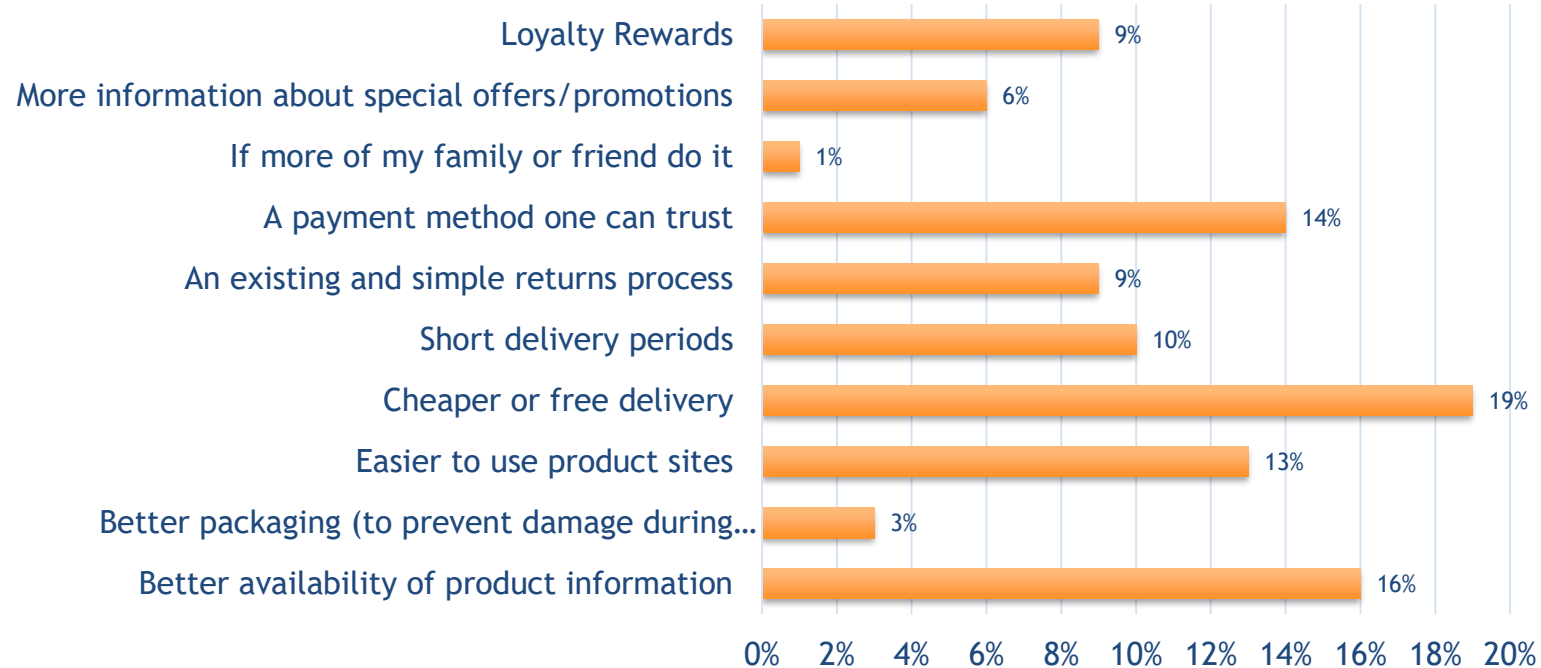 Loyalty Rewards 9%
More information about special offers/promotions 6%
If more of my family or friend do it 1%
A payment method one can trust 14%
An existing and simple returns process 9%
Short delivery periods 10%
Cheaper or free delivery 19%
Easier to use product sites 13%
Better packaging (to prevent damage during… 3%
Better availability of product information 16%
0% 2% 4% 6% 8% 10% 12% 14% 16% 18% 20%